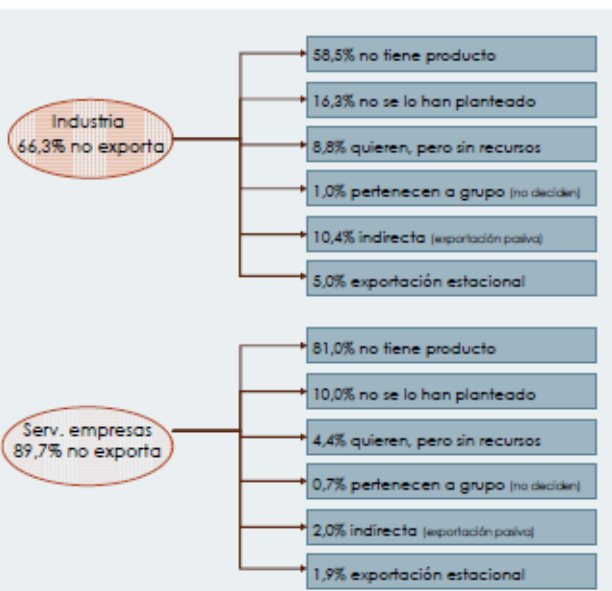 Industria
66,3% no exporta
58,5% no tiene producto
16,3% no se lo han planteado
8,8% quieren, pero sin recursos
1,0% pertenecen a grupo (no deciden)
10,4% indirecta (exportación pasiva)
5,0% exportación estacional
Serv. empresas
89,7% no exporta
81,0% no tiene producto
10,0% no se lo han planteado
4,4% quieren, pero sin recursos
0,7% pertenecen a grupo (no deciden)
2,0% indirecta (exportación pasiva)
1,9% exportación estacional